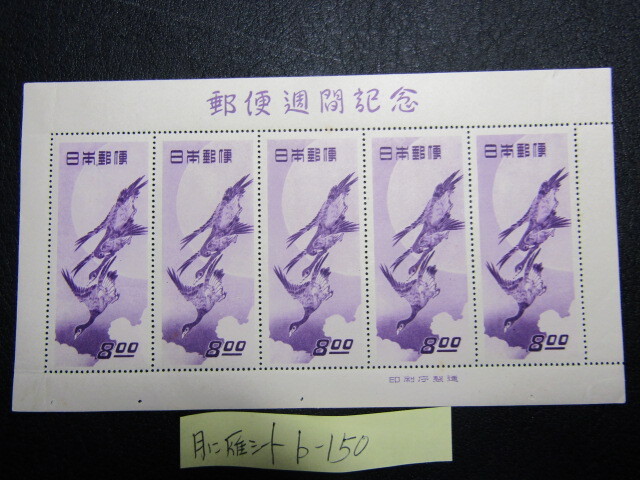 郵便週間記念
日本郵便 日本郵便 日本郵便 日本郵便 日本郵便
8.00 8.00 8.00 8.00 8.00
印刷庁製造
月に雁シート b-150